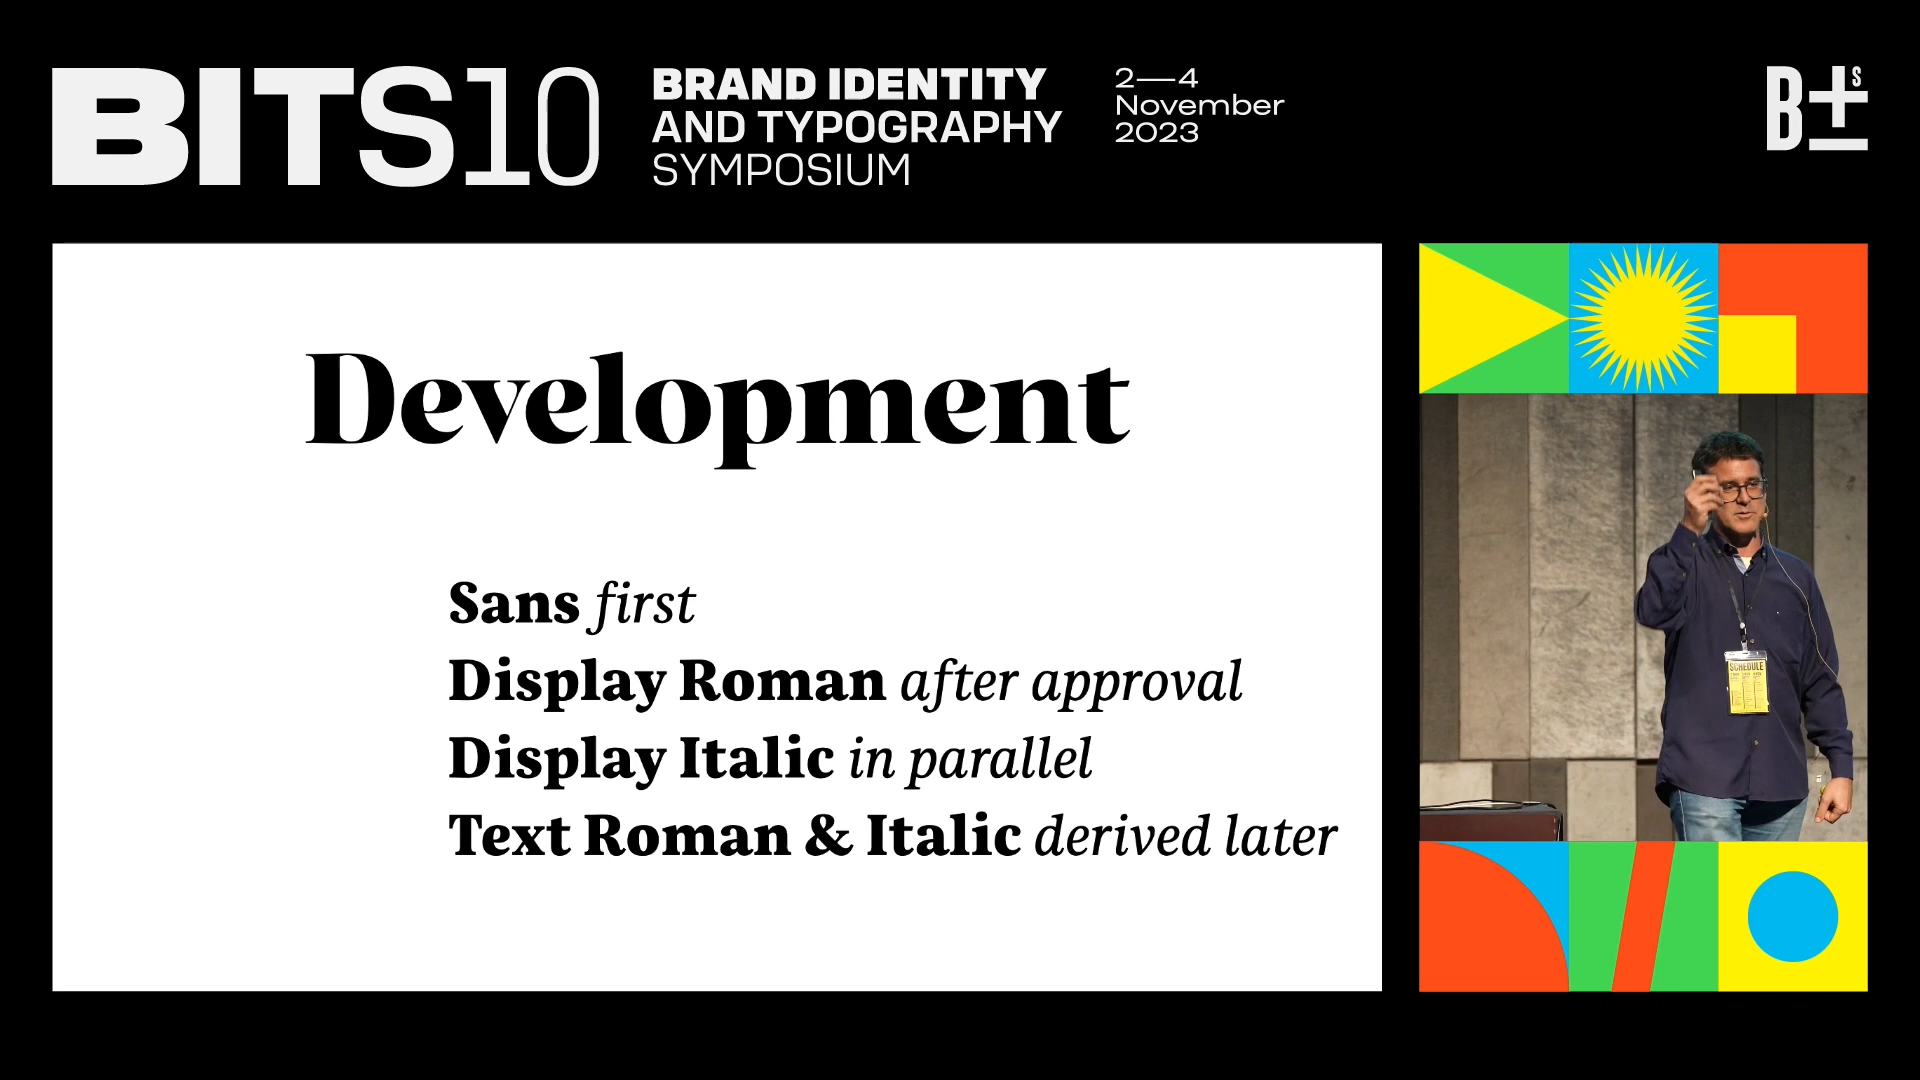 BITS10
BRAND IDENTITY
AND TYPOGRAPHY
SYMPOSIUM
2—4
November
2023
B±s
Development
Sans first
Display Roman after approval
Display Italic in parallel
Text Roman & Italic derived later
SCHEDULE